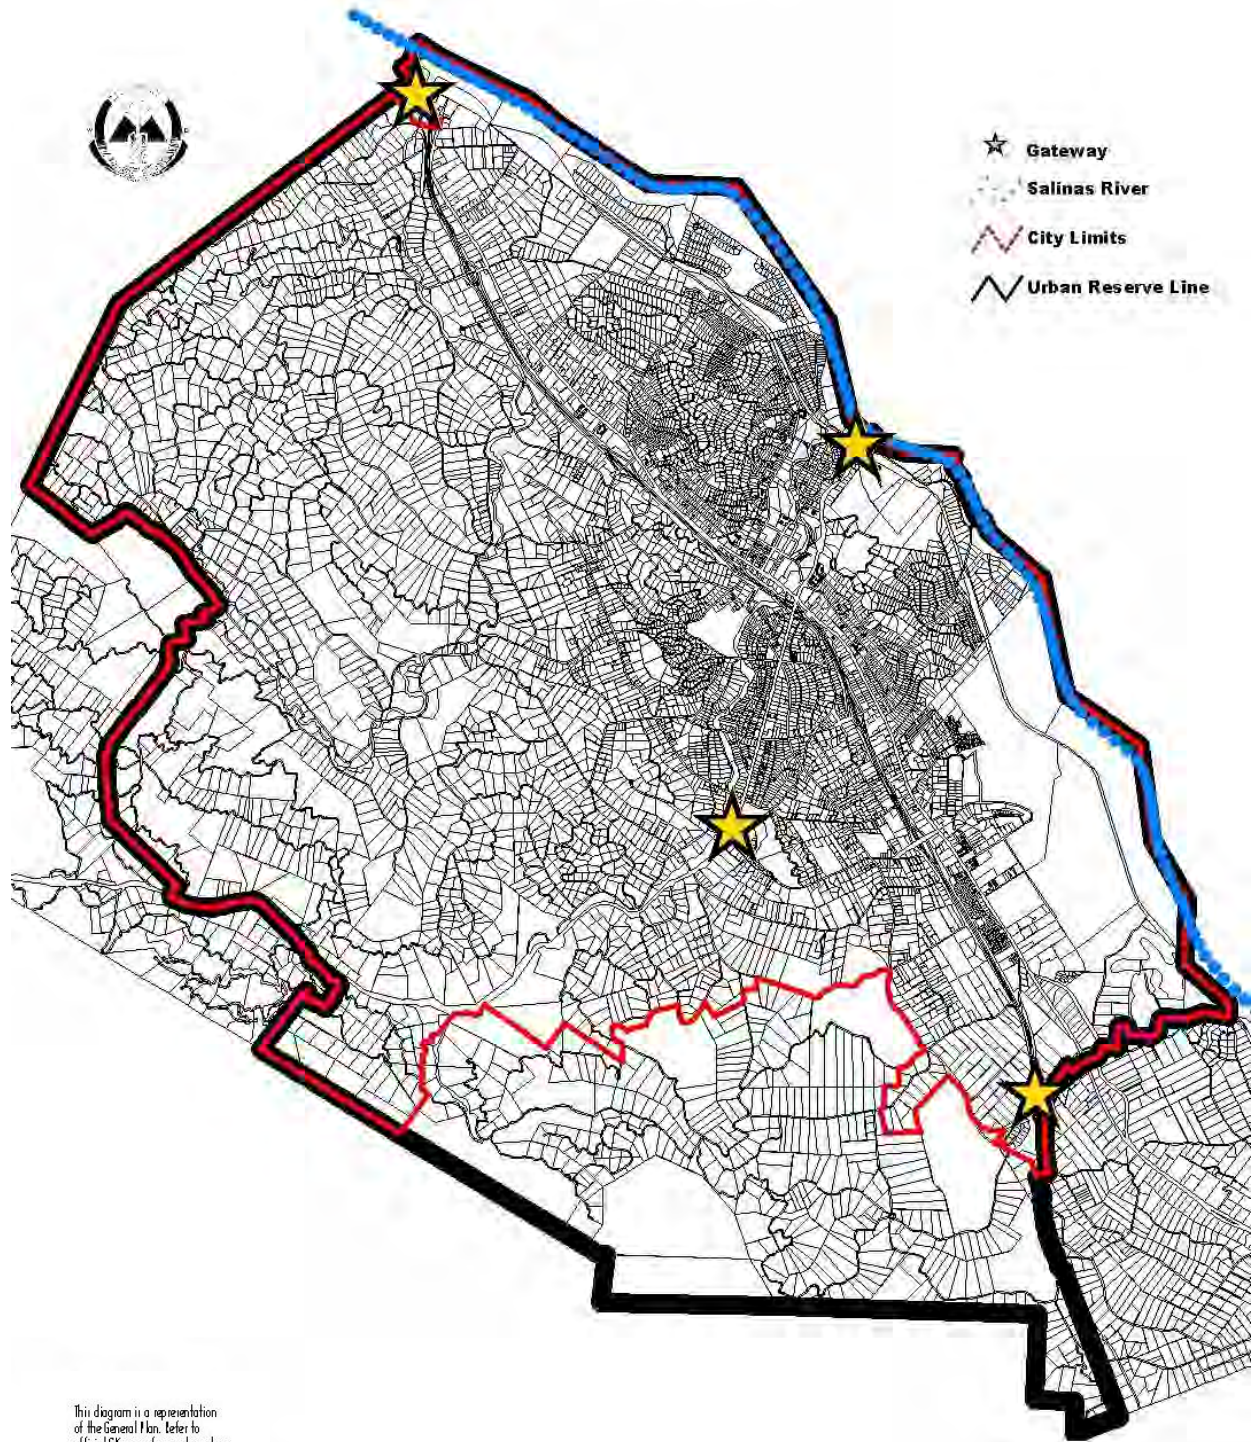 Gateway
Salinas River
City Limits
Urban Reserve Line
This diagram is a representation
of the General Plan. Refer to